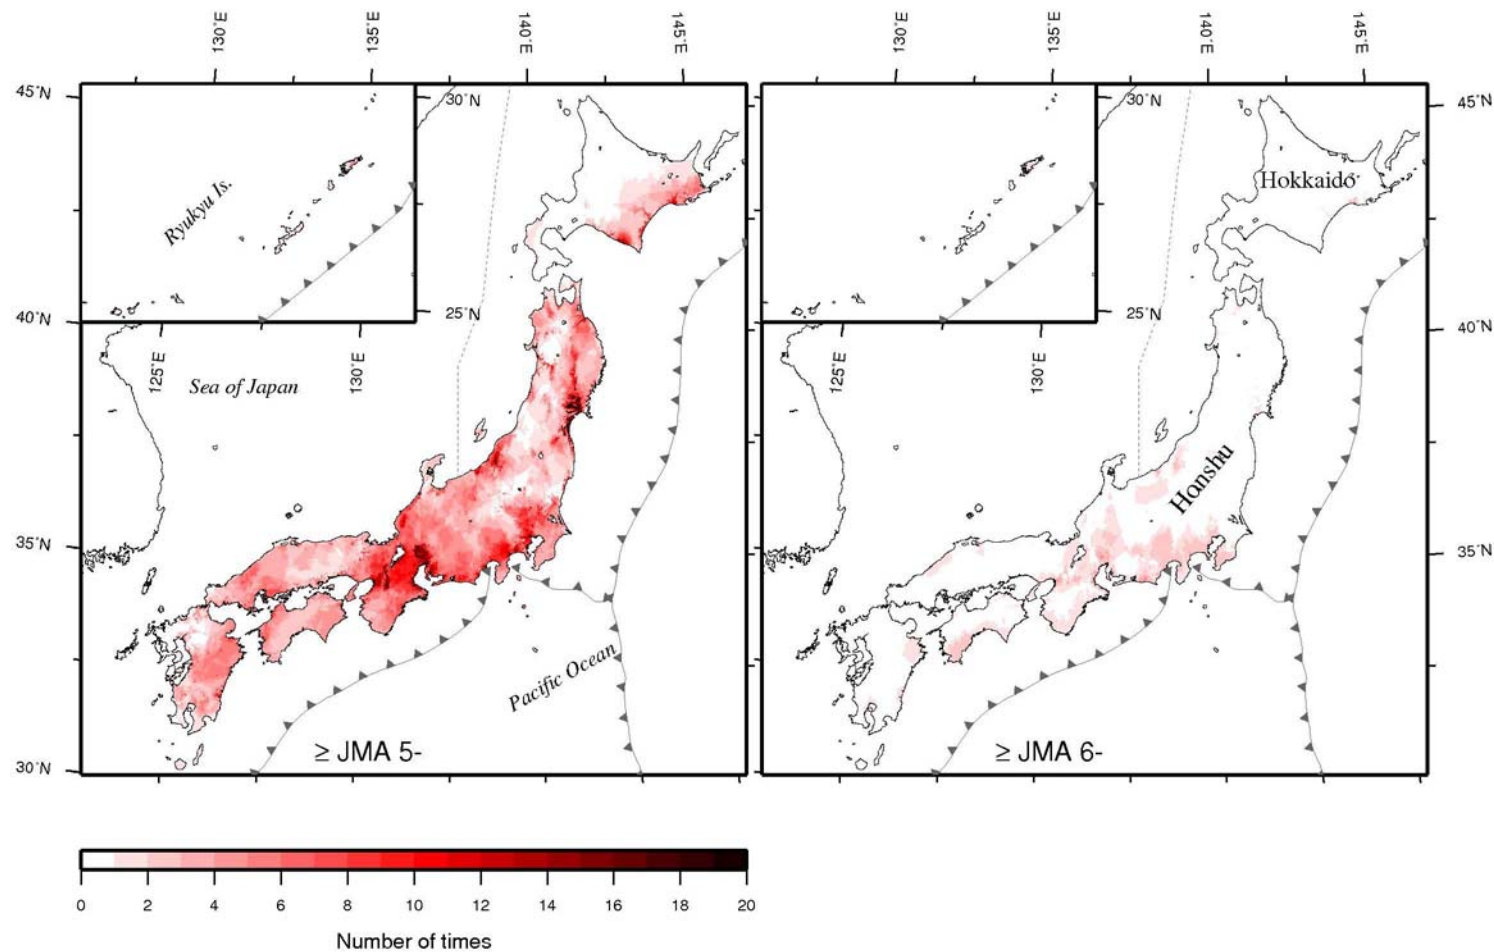 130˚E 135˚E 140˚E 145˚E 130˚E 135˚E 140˚E 145˚E
45˚N 30˚N 30˚N 45˚N
Ryukyu Is.
Hokkaido
25˚N 25˚N
40˚N 40˚N
125˚E 130˚E 125˚E 130˚E
Sea of Japan
Honshu
35˚N 35˚N
Pacific Ocean
≥ JMA 5- ≥ JMA 6-
30˚N
0 2 4 6 8 10 12 14 16 18 20
Number of times